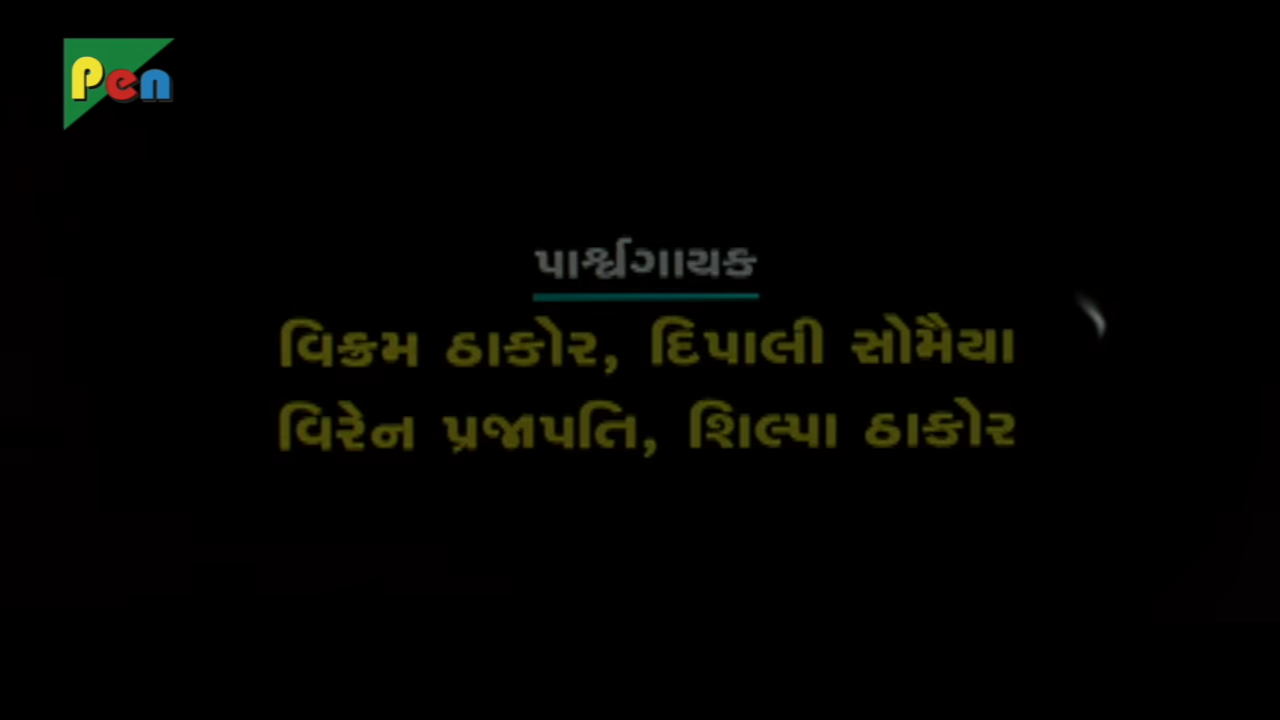 Pen
પાર્શ્વગાયક
વિક્રમ ઠાકોર, દિપાલી સોમૈયા
વિરેન પ્રજાપતિ, શિલ્પા ઠાકોર